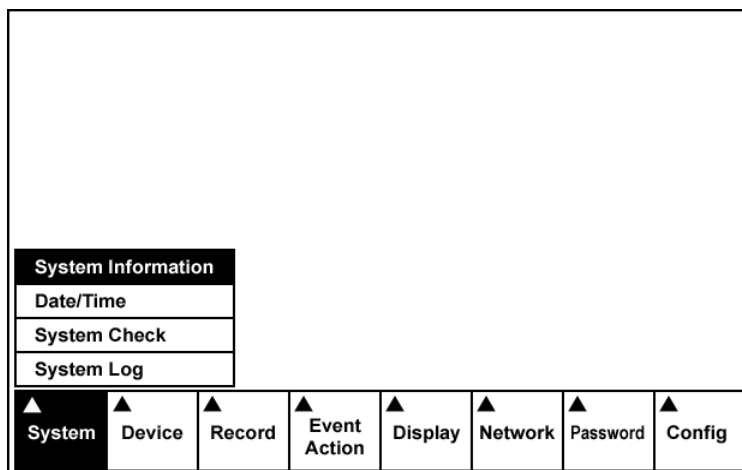 System Information
Date/Time
System Check
System Log
System
Device
Record
Event
Action
Display
Network
Password
Config